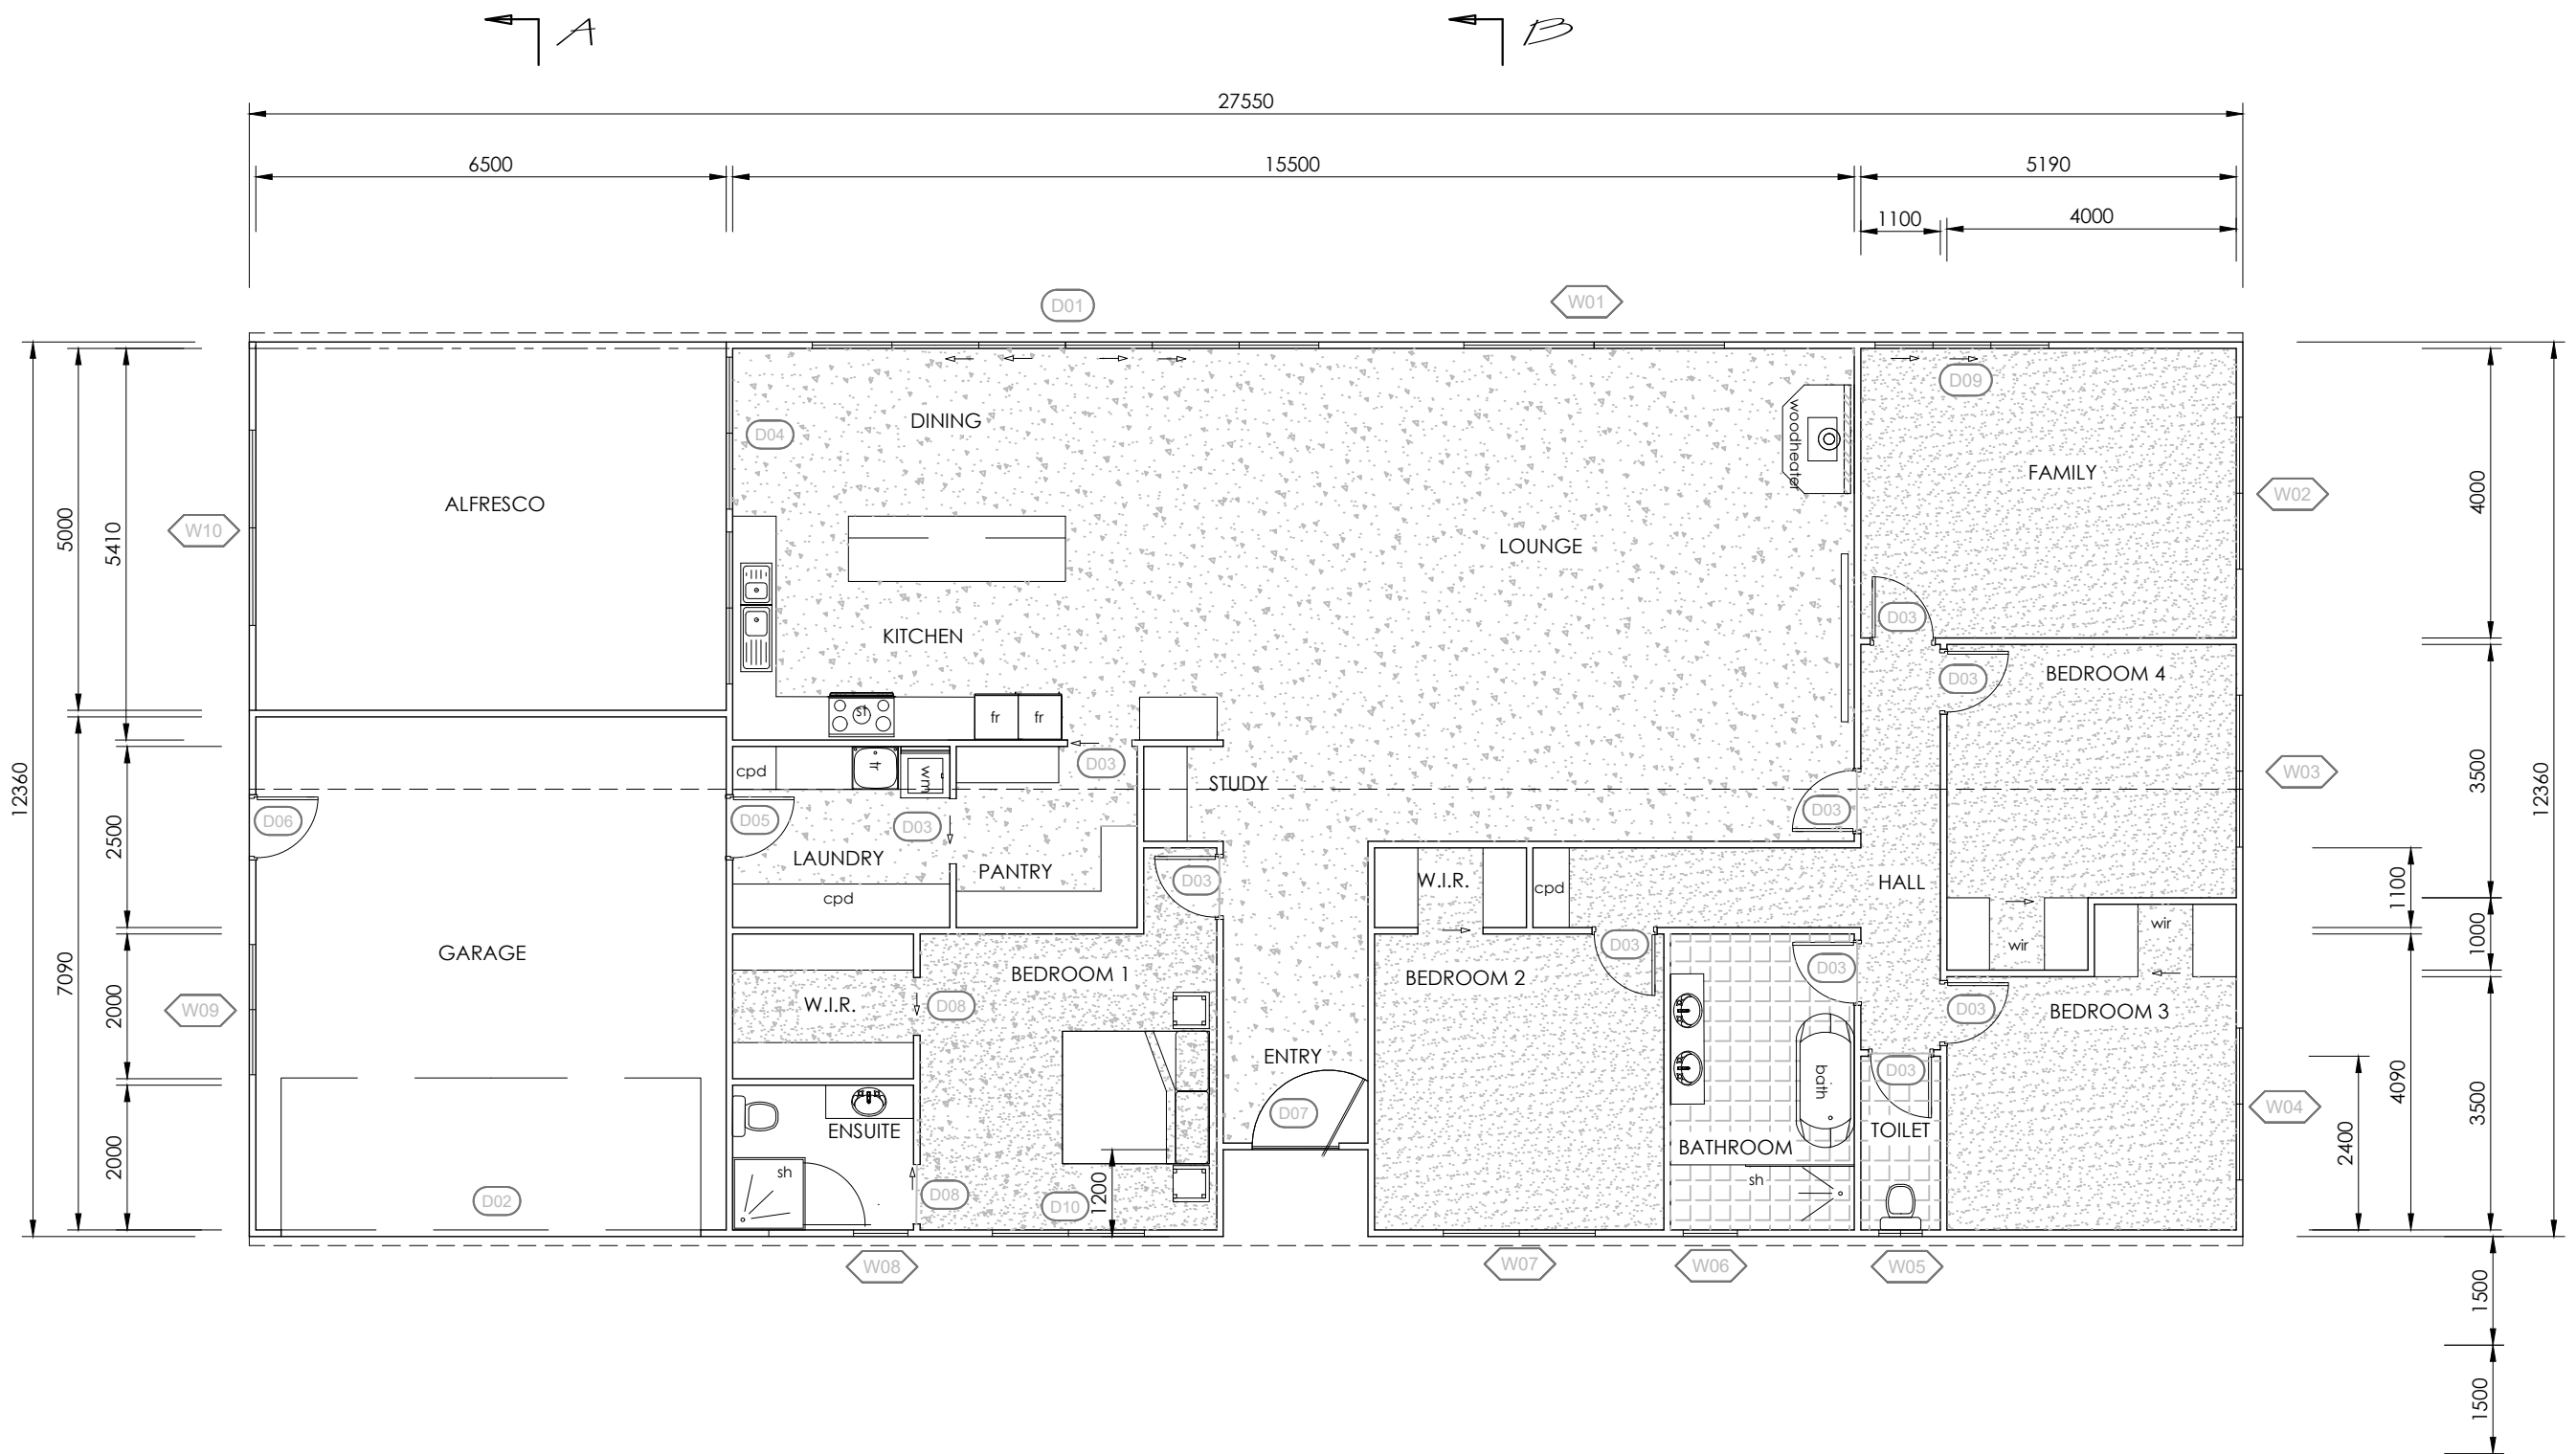 A
B
27550
6500
15500
5190
1100
4000
D01
W01
D09
DINING
D04
woodheater
FAMILY
ALFRESCO
W10
W02
5000
5410
4000
LOUNGE
KITCHEN
D03
D03
BEDROOM 4
st
fr
fr
cpd
tr
wm
D03
STUDY
D06
D05
D03
D03
W03
12360
2500
3500
12360
LAUNDRY
PANTRY
D03
W.I.R.
cpd
HALL
1100
cpd
wir
wir
1000
GARAGE
7090
D03
D03
BEDROOM 1
BEDROOM 2
W09
2000
W.I.R.
D08
D03
BEDROOM 3
ENTRY
D03
bath
4090
W04
3500
D07
2000
ENSUITE
BATHROOM
TOILET
2400
sh
sh
D02
D08
D10
1200
W08
W07
W06
W05
1500
1500